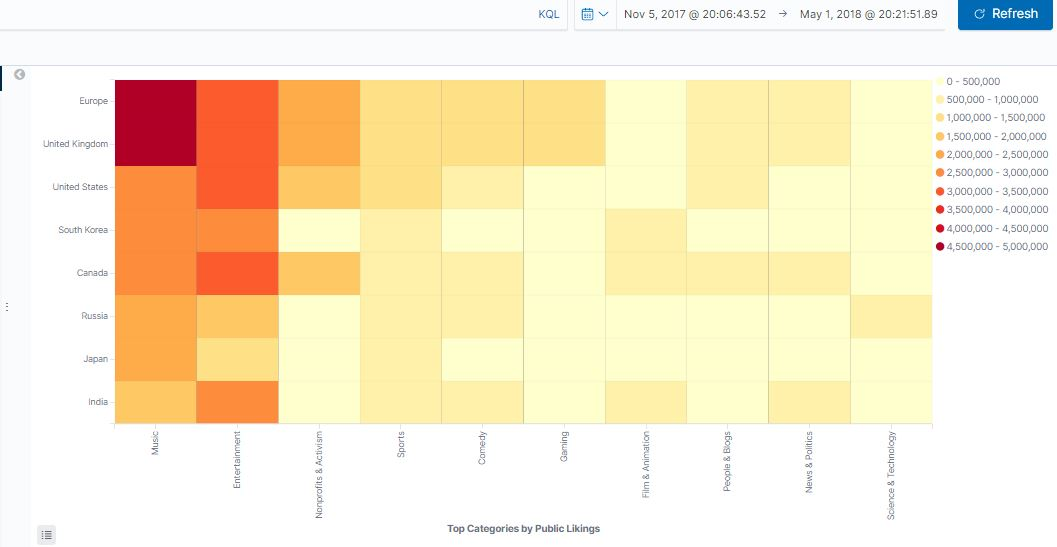 KQL
Nov 5, 2017 @ 20:06:43.52 → May 1, 2018 @ 20:21:51.89
Refresh
Europe
United Kingdom
United States
South Korea
Canada
Russia
Japan
India
0 - 500,000
500,000 - 1,000,000
1,000,000 - 1,500,000
1,500,000 - 2,000,000
2,000,000 - 2,500,000
2,500,000 - 3,000,000
3,000,000 - 3,500,000
3,500,000 - 4,000,000
4,000,000 - 4,500,000
4,500,000 - 5,000,000
Music
Entertainment
Nonprofits & Activism
Sports
Comedy
Gaming
Film & Animation
People & Blogs
News & Politics
Science & Technology
Top Categories by Public Likings